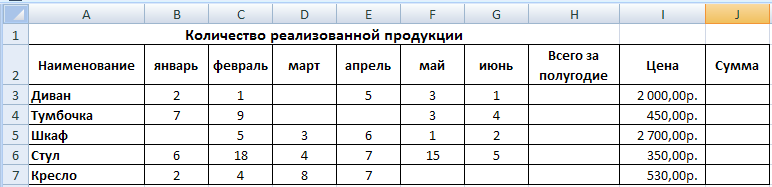 A B C D E F G H I J
1 Количество реализованной продукции
2 Наименование январь февраль март апрель май июнь Всего за полугодие Цена Сумма
3 Диван 2 1 5 3 1 2 000,00р.
4 Тумбочка 7 9 3 4 450,00р.
5 Шкаф 5 3 6 1 2 2 700,00р.
6 Стул 6 18 4 7 15 5 350,00р.
7 Кресло 2 4 8 7 530,00р.